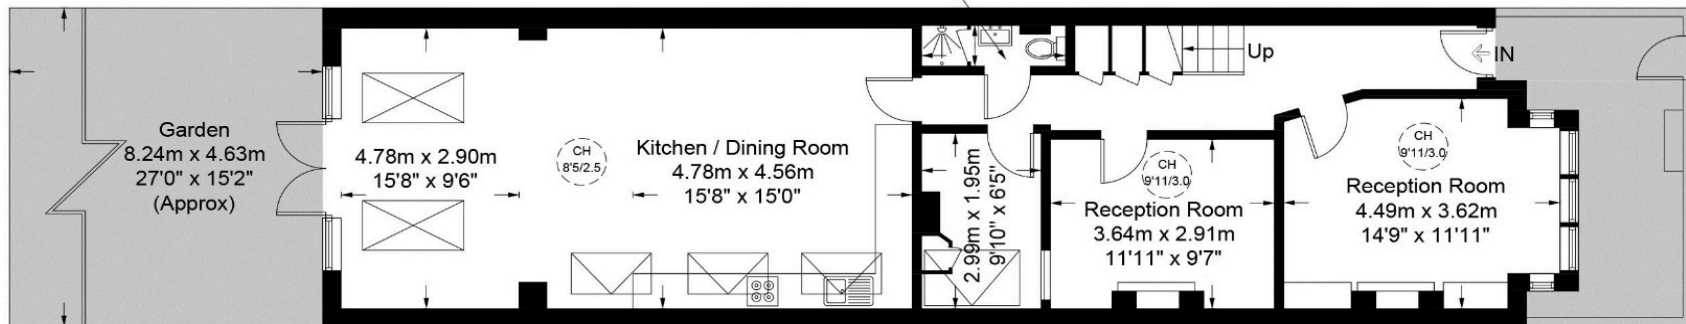 Garden
8.24m x 4.63m
27'0" x 15'2"
(Approx)
4.78m x 2.90m
15'8" x 9'6"
CH
8'5/2.5
Kitchen / Dining Room
4.78m x 4.56m
15'8" x 15'0"
2.99m x 1.95m
9'10" x 6'5"
CH
9'11/3.0
Reception Room
3.64m x 2.91m
11'11" x 9'7"
Up
IN
CH
9'11/3.0
Reception Room
4.49m x 3.62m
14'9" x 11'11"